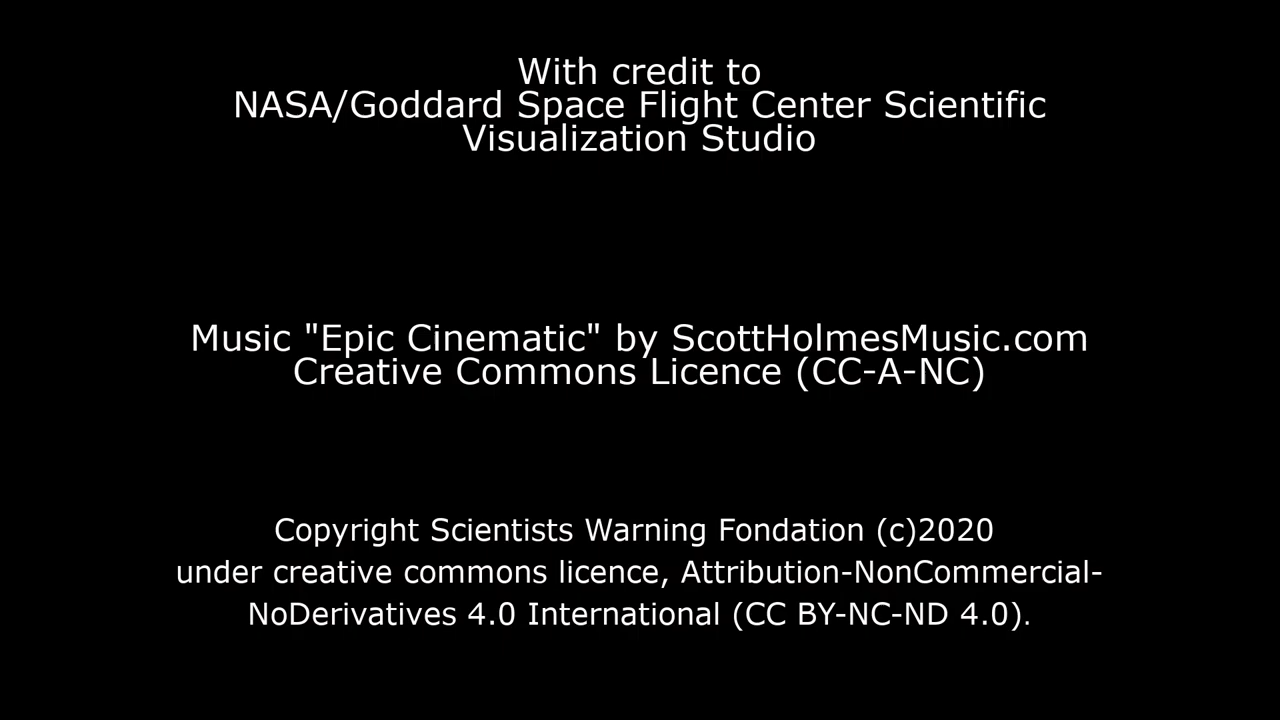 With credit to
NASA/Goddard Space Flight Center Scientific
Visualization Studio
Music "Epic Cinematic" by ScottHolmesMusic.com
Creative Commons Licence (CC-A-NC)
Copyright Scientists Warning Fondation (c)2020
under creative commons licence, Attribution-NonCommercial-
NoDerivatives 4.0 International (CC BY-NC-ND 4.0).